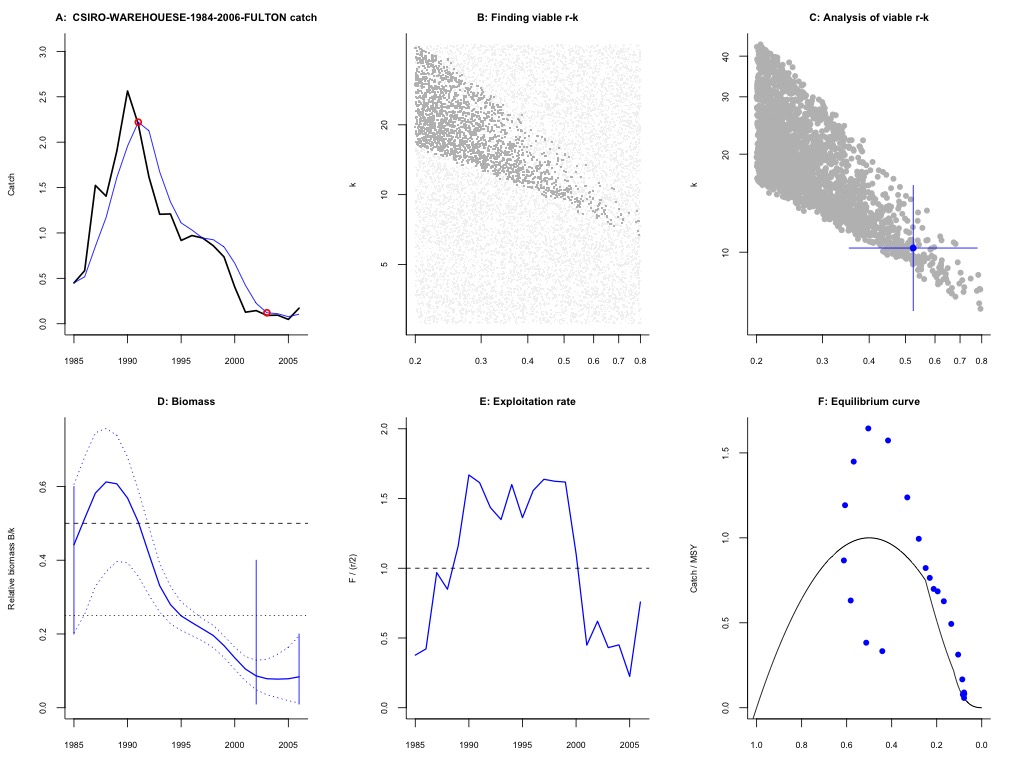 A:  CSIRO-WAREHOUESE-1984-2006-FULTON catch
Catch
3.0
2.5
2.0
1.5
1.0
0.5
0.0
1985 1990 1995 2000 2005
B: Finding viable r-k
k
20
10
5
0.2 0.3 0.4 0.5 0.6 0.7 0.8
C: Analysis of viable r-k
k
40
30
20
10
0.2 0.3 0.4 0.5 0.6 0.7 0.8
D: Biomass
Relative biomass B/k
0.6
0.4
0.2
0.0
1985 1990 1995 2000 2005
E: Exploitation rate
F / (r/2)
2.0
1.5
1.0
0.5
0.0
1985 1990 1995 2000 2005
F: Equilibrium curve
Catch / MSY
1.5
1.0
0.5
0.0
1.0 0.8 0.6 0.4 0.2 0.0